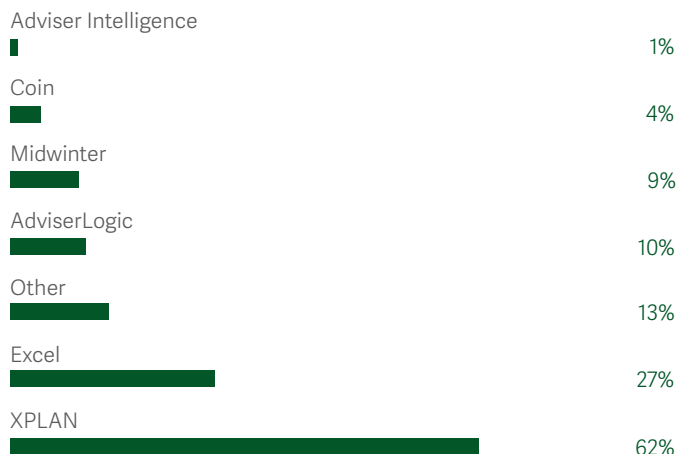 Adviser Intelligence
1%
Coin
4%
Midwinter
9%
AdviserLogic
10%
Other
13%
Excel
27%
XPLAN
62%